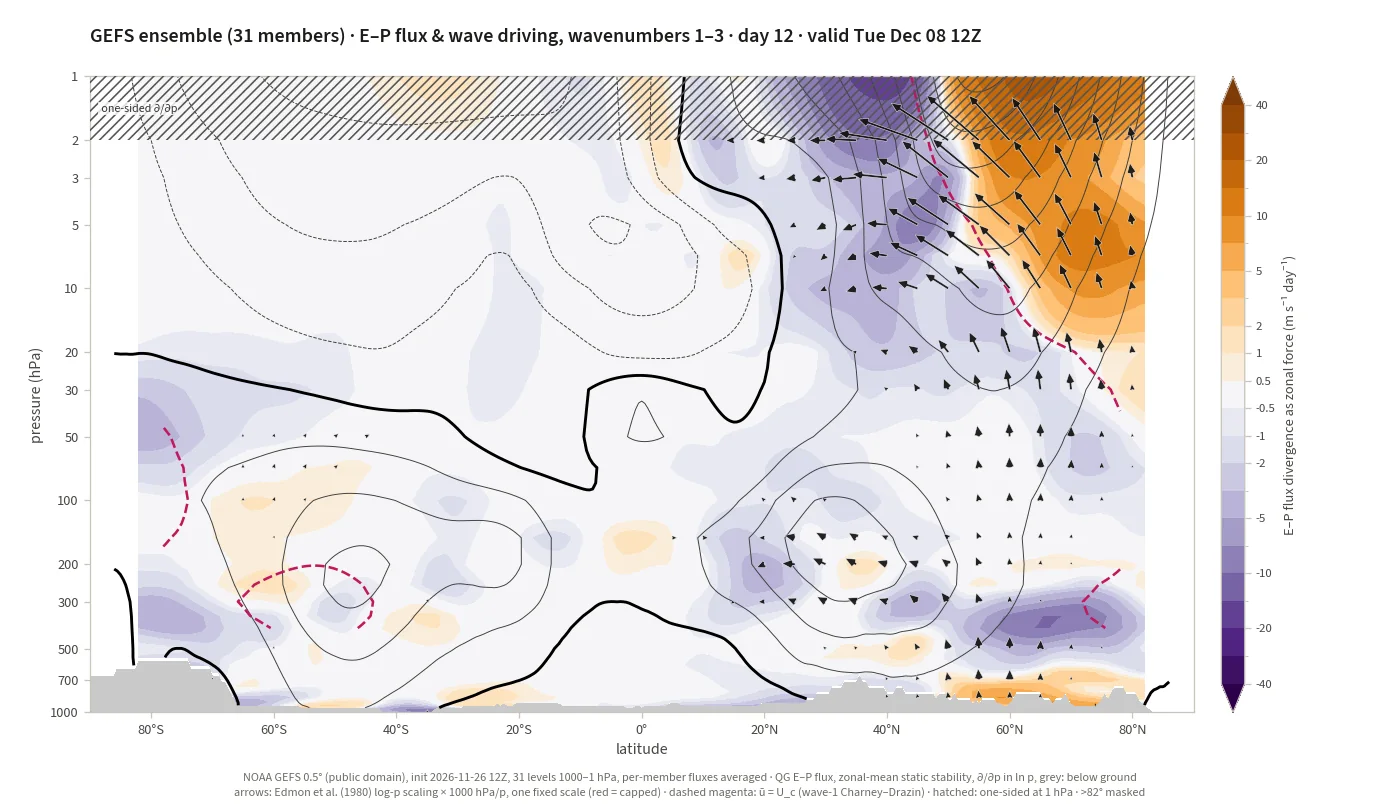 GEFS ensemble (31 members) · E–P flux & wave driving, wavenumbers 1–3 · day 12 · valid Tue Dec 08 12Z
one-sided ∂/∂p
1
2
3
5
10
20
30
50
100
200
300
500
700
1000
pressure (hPa)
80°S
60°S
40°S
20°S
0°
20°N
40°N
60°N
80°N
latitude
40
20
10
5
2
1
0.5
-0.5
-1
-2
-5
-10
-20
-40
E–P flux divergence as zonal force (m s⁻¹ day⁻¹)
NOAA GEFS 0.5° (public domain), init 2026-11-26 12Z, 31 levels 1000–1 hPa, per-member fluxes averaged · QG E–P flux, zonal-mean static stability, ∂/∂p in ln p, grey: below ground
arrows: Edmon et al. (1980) log-p scaling × 1000 hPa/p, one fixed scale (red = capped) · dashed magenta: ū = U_c (wave-1 Charney–Drazin) · hatched: one-sided at 1 hPa · >82° masked